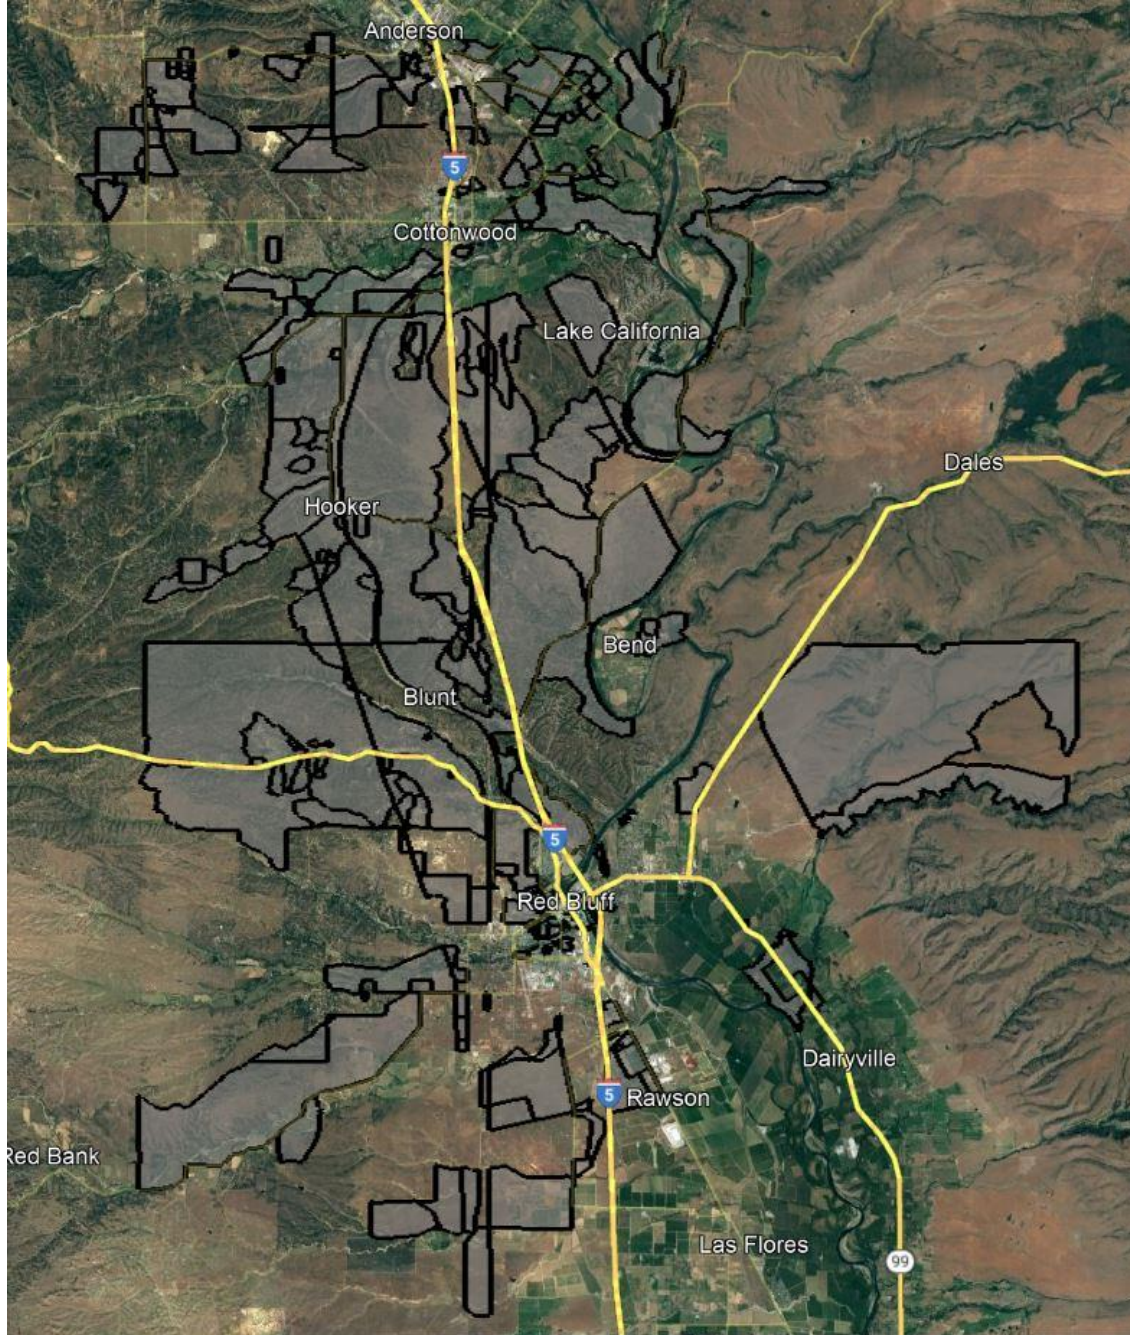 Anderson
5
Cottonwood
Lake California
Dales
Hooker
Bend
Blunt
5
Red Bluff
Dairyville
5
Rawson
Red Bank
Las Flores
99